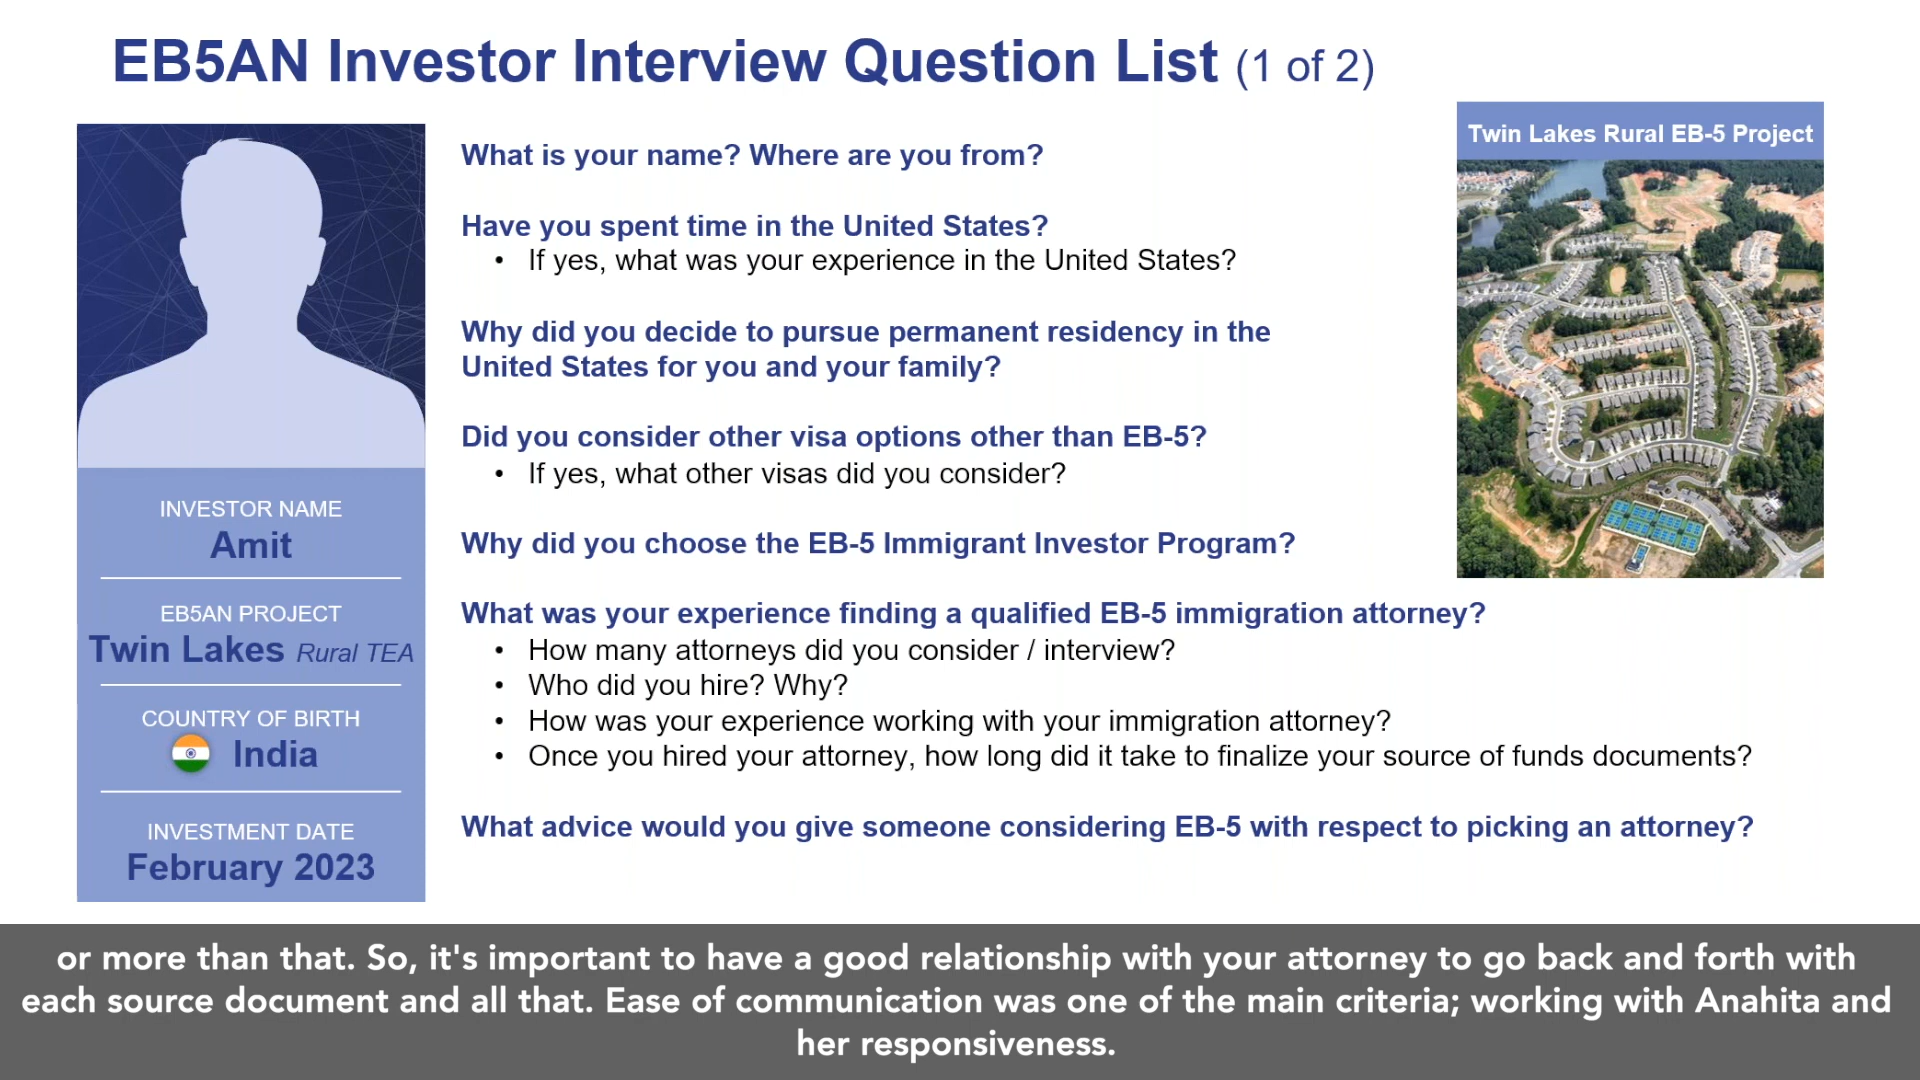 EB5AN Investor Interview Question List (1 of 2)
Twin Lakes Rural EB-5 Project
What is your name? Where are you from?
Have you spent time in the United States?
• If yes, what was your experience in the United States?
Why did you decide to pursue permanent residency in the
United States for you and your family?
Did you consider other visa options other than EB-5?
• If yes, what other visas did you consider?
Why did you choose the EB-5 Immigrant Investor Program?
What was your experience finding a qualified EB-5 immigration attorney?
• How many attorneys did you consider / interview?
• Who did you hire? Why?
• How was your experience working with your immigration attorney?
• Once you hired your attorney, how long did it take to finalize your source of funds documents?
What advice would you give someone considering EB-5 with respect to picking an attorney?
INVESTOR NAME
Amit
EB5AN PROJECT
Twin Lakes Rural TEA
COUNTRY OF BIRTH
India
INVESTMENT DATE
February 2023
or more than that. So, it's important to have a good relationship with your attorney to go back and forth with
each source document and all that. Ease of communication was one of the main criteria; working with Anahita and
her responsiveness.